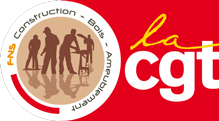 FNS Construction - Bois - Ameublement
la
cgt